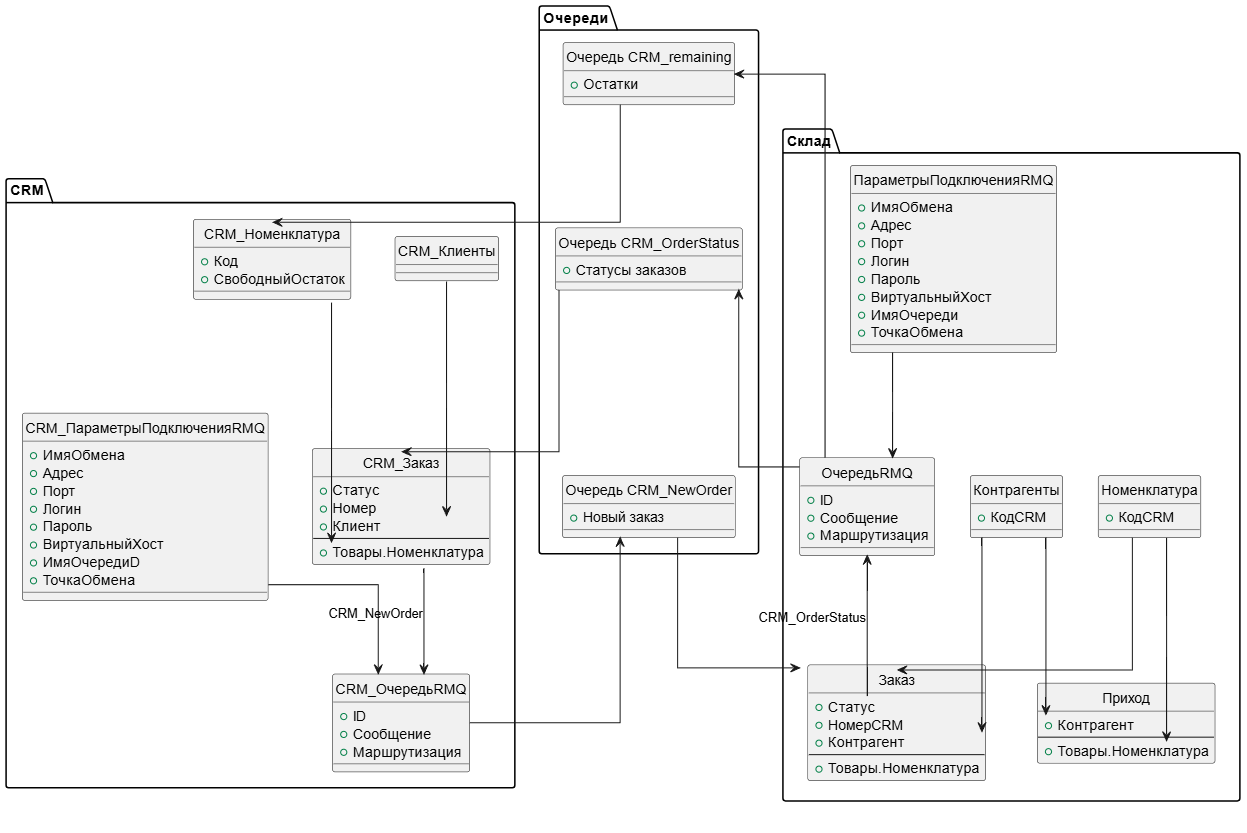 Очереди
Очередь CRM_remaining
Остатки
Очередь CRM_OrderStatus
Статусы заказов
Очередь CRM_NewOrder
Новый заказ
CRM
CRM_Номенклатура
Код
СвободныйОстаток
CRM_Клиенты
CRM_ПараметрыПодключенияRMQ
ИмяОбмена
Адрес
Порт
Логин
Пароль
ВиртуальныйХост
ИмяОчередиD
ТочкаОбмена
CRM_Заказ
Статус
Номер
Клиент
Товары.Номенклатура
CRM_NewOrder
CRM_ОчередьRMQ
ID
Сообщение
Маршрутизация
Склад
ПараметрыПодключенияRMQ
ИмяОбмена
Адрес
Порт
Логин
Пароль
ВиртуальныйХост
ИмяОчереди
ТочкаОбмена
ОчередьRMQ
ID
Сообщение
Маршрутизация
Контрагенты
КодCRM
Номенклатура
КодCRM
CRM_OrderStatus
Заказ
Статус
НомерCRM
Контрагент
Товары.Номенклатура
Приход
Контрагент
Товары.Номенклатура